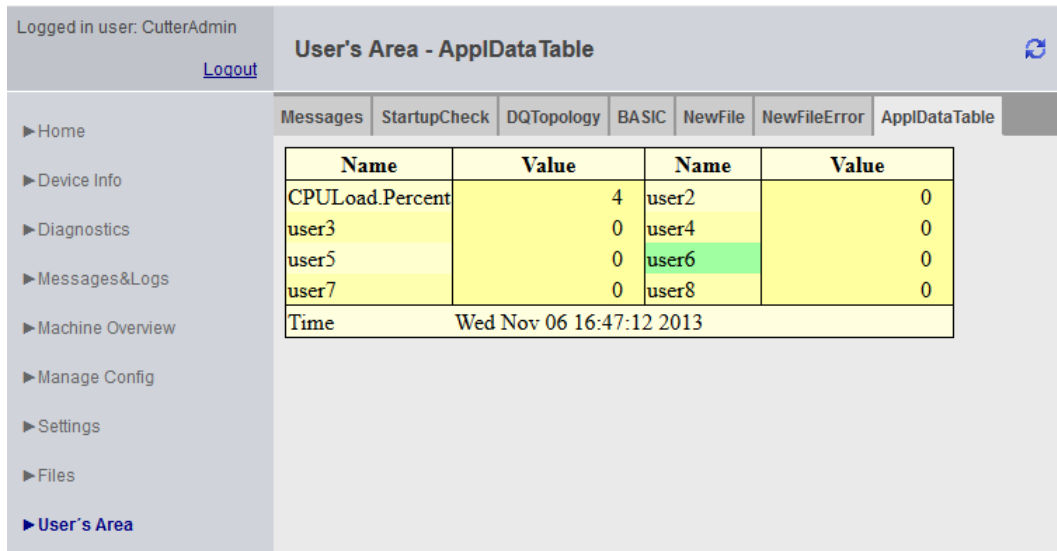 Logged in user: CutterAdmin
Logout
User's Area - ApplDataTable
►Home
►Device Info
►Diagnostics
►Messages&Logs
►Machine Overview
►Manage Config
►Settings
►Files
►User´s Area
Messages StartupCheck DQTopology BASIC NewFile NewFileError ApplDataTable
Name Value Name Value
CPULoad.Percent 4 user2 0
user3 0 user4 0
user5 0 user6 0
user7 0 user8 0
Time Wed Nov 06 16:47:12 2013